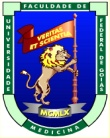 FACULDADE DE
UNIVERSIDADE
VERITAS
ET SCIENTIA
FEDERAL DE GOIÁS
MCMLX
MEDICINA